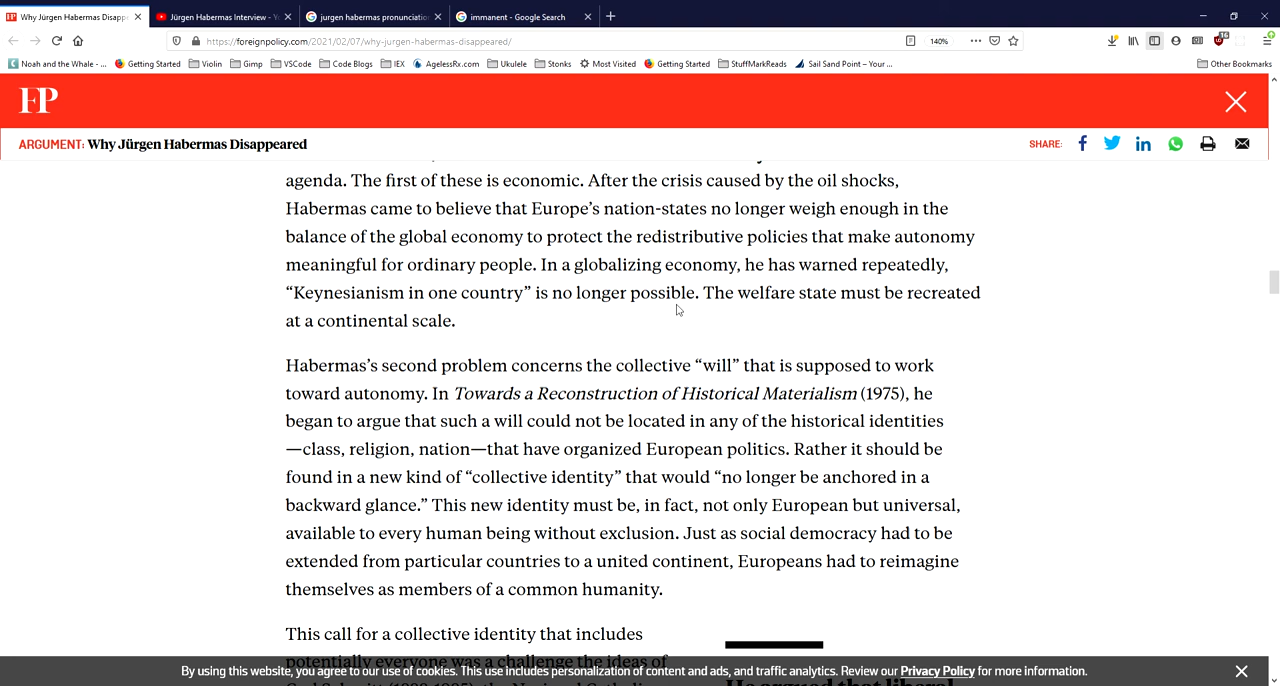 Why Jürgen Habermas Disapp
Jürgen Habermas Interview - Y
jurgen habermas pronunciation
immanent - Google Search
https://foreignpolicy.com/2021/02/07/why-jurgen-habermas-disappeared/
140%
Noah and the Whale - ...
Getting Started
Violin
Gimp
VSCode
Code Blogs
IEX
AgelessRx.com
Ukulele
Stonks
Most Visited
Getting Started
StuffMarkReads
Sail Sand Point – Your ...
Other Bookmarks
FP
ARGUMENT: Why Jürgen Habermas Disappeared
SHARE:
agenda. The first of these is economic. After the crisis caused by the oil shocks,
Habermas came to believe that Europe’s nation-states no longer weigh enough in the
balance of the global economy to protect the redistributive policies that make autonomy
meaningful for ordinary people. In a globalizing economy, he has warned repeatedly,
“Keynesianism in one country” is no longer possible. The welfare state must be recreated
at a continental scale.
Habermas’s second problem concerns the collective “will” that is supposed to work
toward autonomy. In Towards a Reconstruction of Historical Materialism (1975), he
began to argue that such a will could not be located in any of the historical identities
—class, religion, nation—that have organized European politics. Rather it should be
found in a new kind of “collective identity” that would “no longer be anchored in a
backward glance.” This new identity must be, in fact, not only European but universal,
available to every human being without exclusion. Just as social democracy had to be
extended from particular countries to a united continent, Europeans had to reimagine
themselves as members of a common humanity.
This call for a collective identity that includes
potentially everyone was a challenge the ideas of
He argued that liberal
By using this website, you agree to our use of cookies. This use includes personalization of content and ads, and traffic analytics. Review our Privacy Policy for more information.